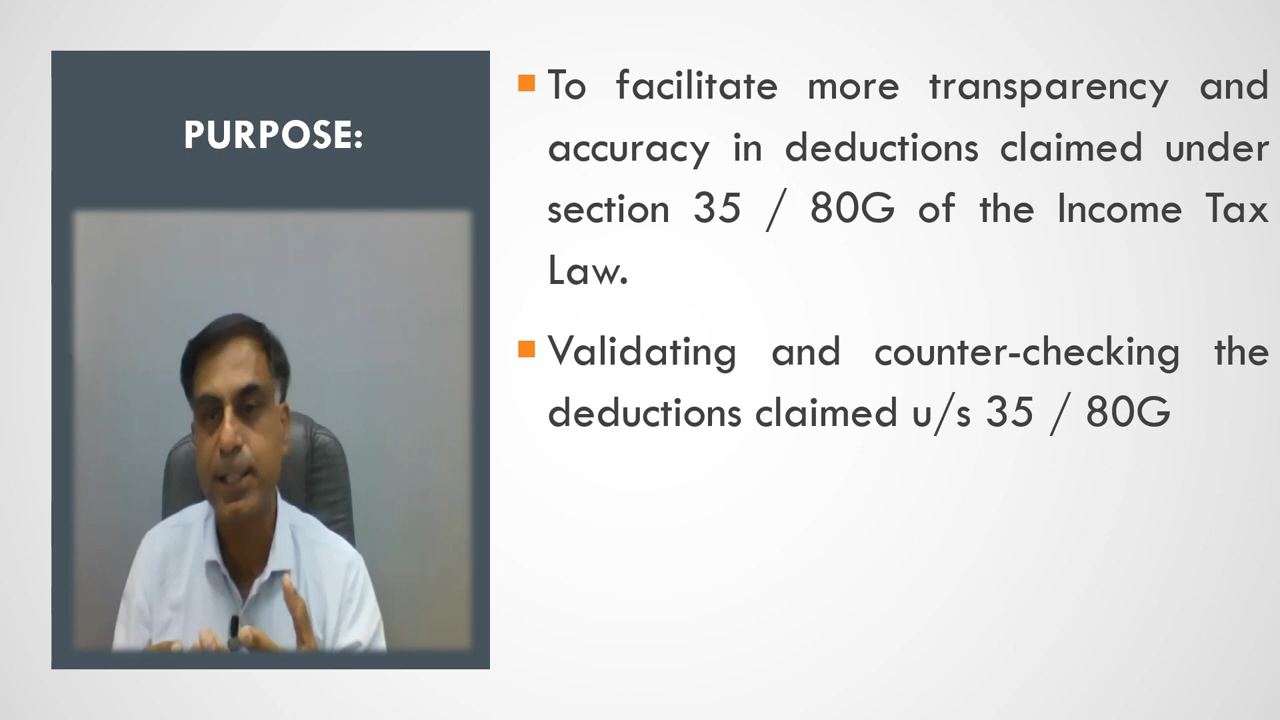 PURPOSE:
To facilitate more transparency and
accuracy in deductions claimed under
section 35 / 80G of the Income Tax
Law.
Validating and counter-checking the
deductions claimed u/s 35 / 80G